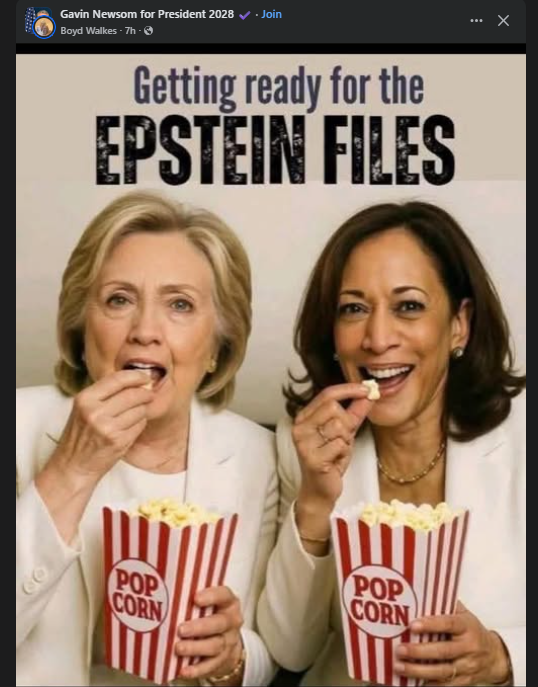 Gavin Newsom for President 2028 · Join
Boyd Walkes · 7h ·
Getting ready for the
EPSTEIN FILES
POP
CORN
POP
CORN